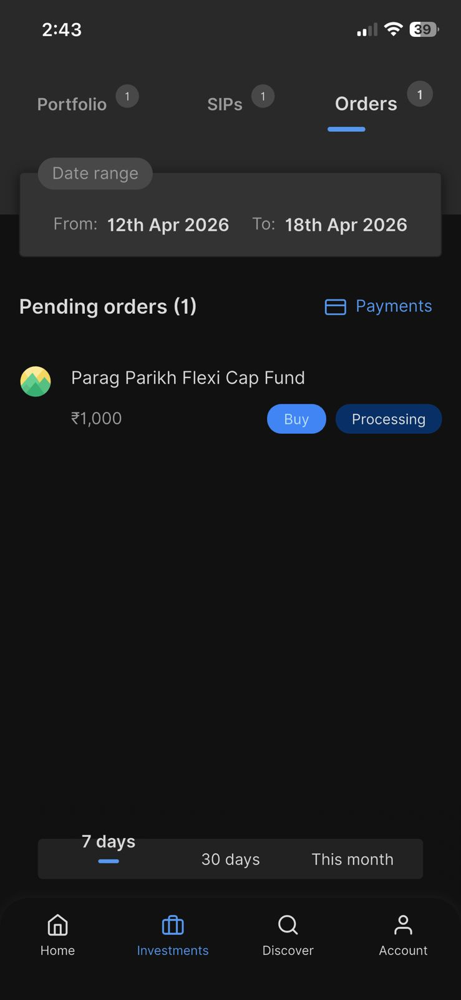 2:43
39
Portfolio 1 SIPs 1 Orders 1
Date range
From: 12th Apr 2026 To: 18th Apr 2026
Pending orders (1) Payments
Parag Parikh Flexi Cap Fund
₹1,000 Buy Processing
7 days 30 days This month
Home Investments Discover Account